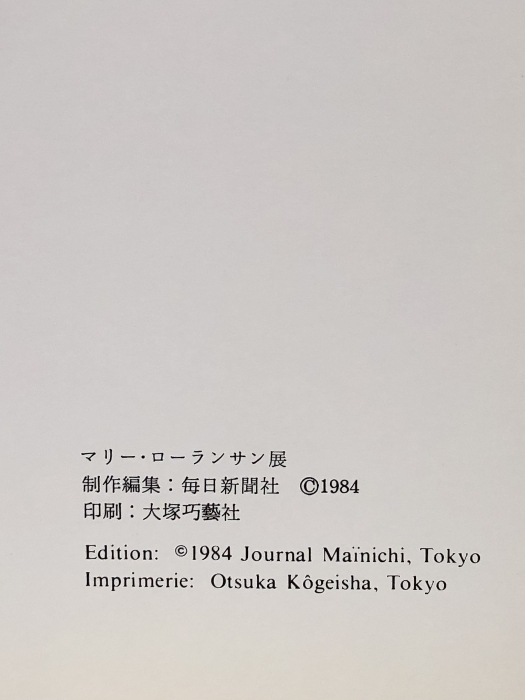 マリー・ローランサン展
制作編集：毎日新聞社　©1984
印刷：大塚巧藝社
Edition: ©1984 Journal Maïnichi, Tokyo
Imprimerie: Otsuka Kôgeisha, Tokyo